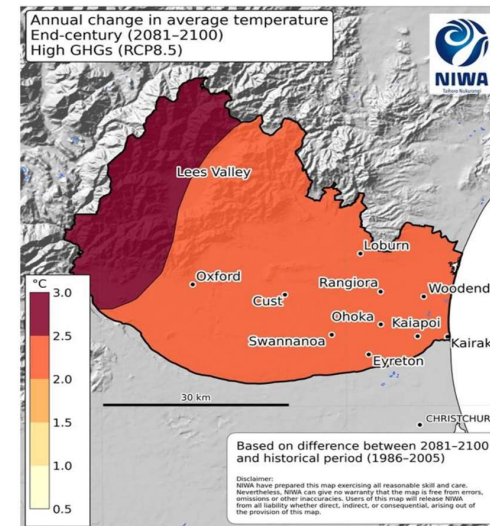 Annual change in average temperature
End-century (2081–2100)
High GHGs (RCP8.5)
NIWA
Taihoro Nukurangi
Lees Valley
Loburn
Oxford
Rangiora
Woodend
Cust
Ohoka
Kaiapoi
Swannanoa
Kairak
Eyreton
°C
3.0
2.5
2.0
1.5
1.0
0.5
30 km
CHRISTCHUR
Based on difference between 2081–2100
and historical period (1986–2005)
Disclaimer:
NIWA have prepared this map exercising all reasonable skill and care.
Nevertheless, NIWA can give no warranty that the map is free from errors,
omissions or other inaccuracies. Users of this map will release NIWA
from all liability whether direct, indirect, or consequential, arising out of
the provision of this map.